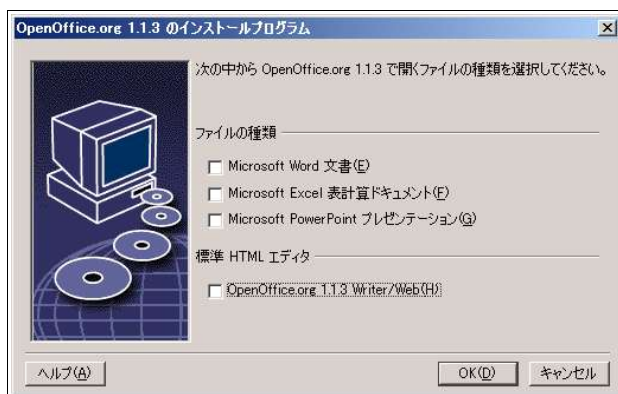 OpenOffice.org 1.1.3 のインストールプログラム
次の中から OpenOffice.org 1.1.3 で開くファイルの種類を選択してください。
ファイルの種類
Microsoft Word 文書(E)
Microsoft Excel 表計算ドキュメント(F)
Microsoft PowerPoint プレゼンテーション(G)
標準 HTML エディタ
OpenOffice.org 1.1.3 Writer/Web(H)
ヘルプ(A) OK(D) キャンセル